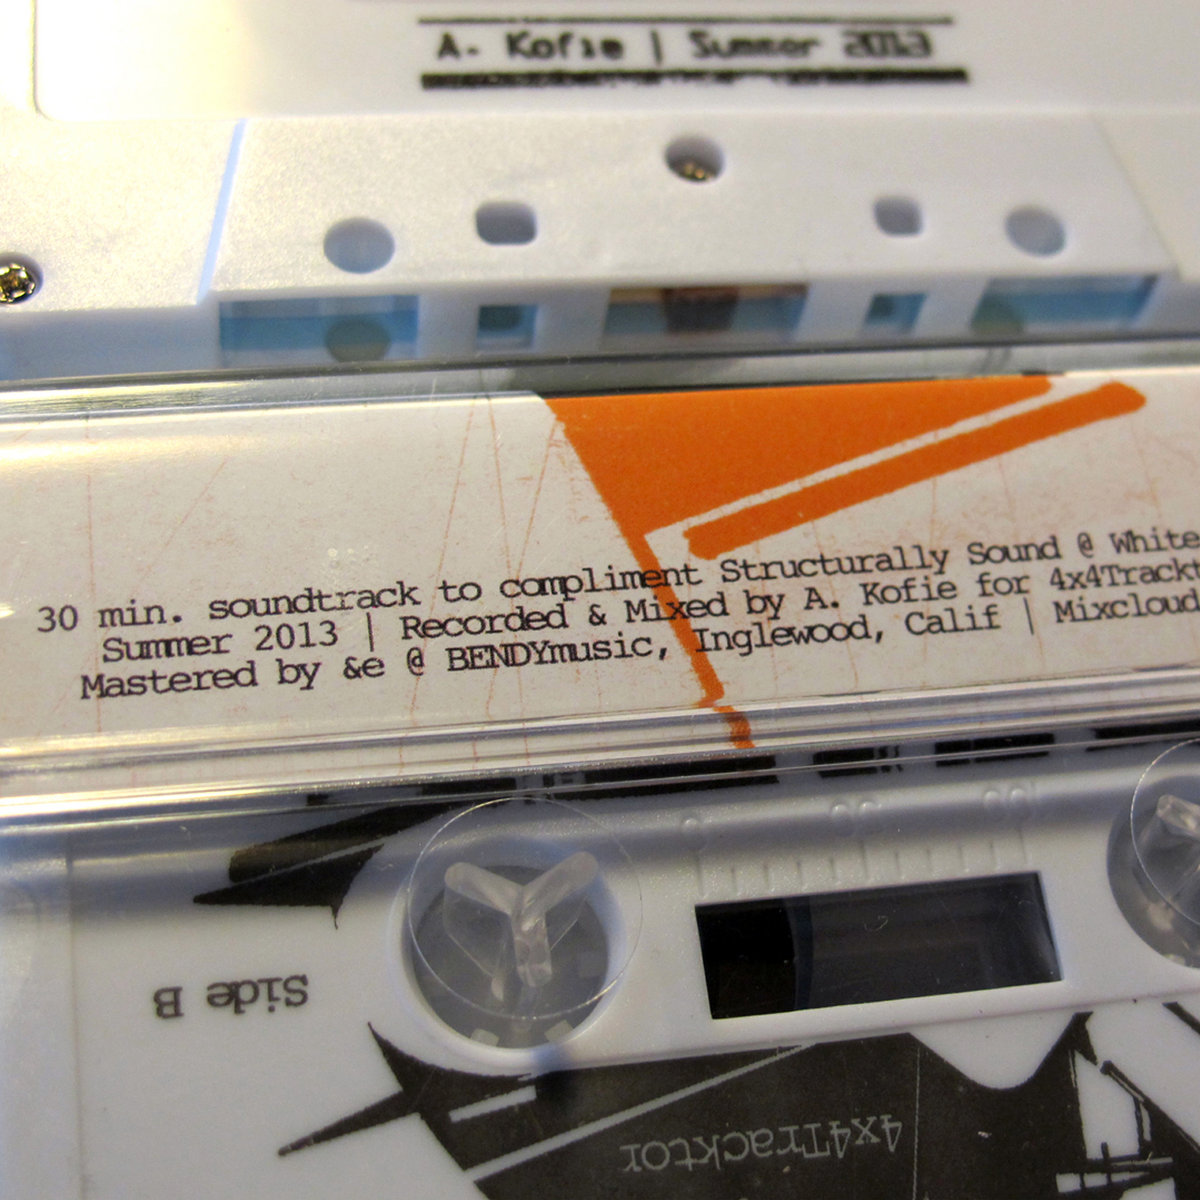 A. Kofie | Summer 2013
30 min. soundtrack to compliment Structurally Sound @ White
Summer 2013 | Recorded & Mixed by A. Kofie for 4x4Trackt
Mastered by &e @ BENDYmusic, Inglewood, Calif | Mixcloud
Side B
4x4Tracktor